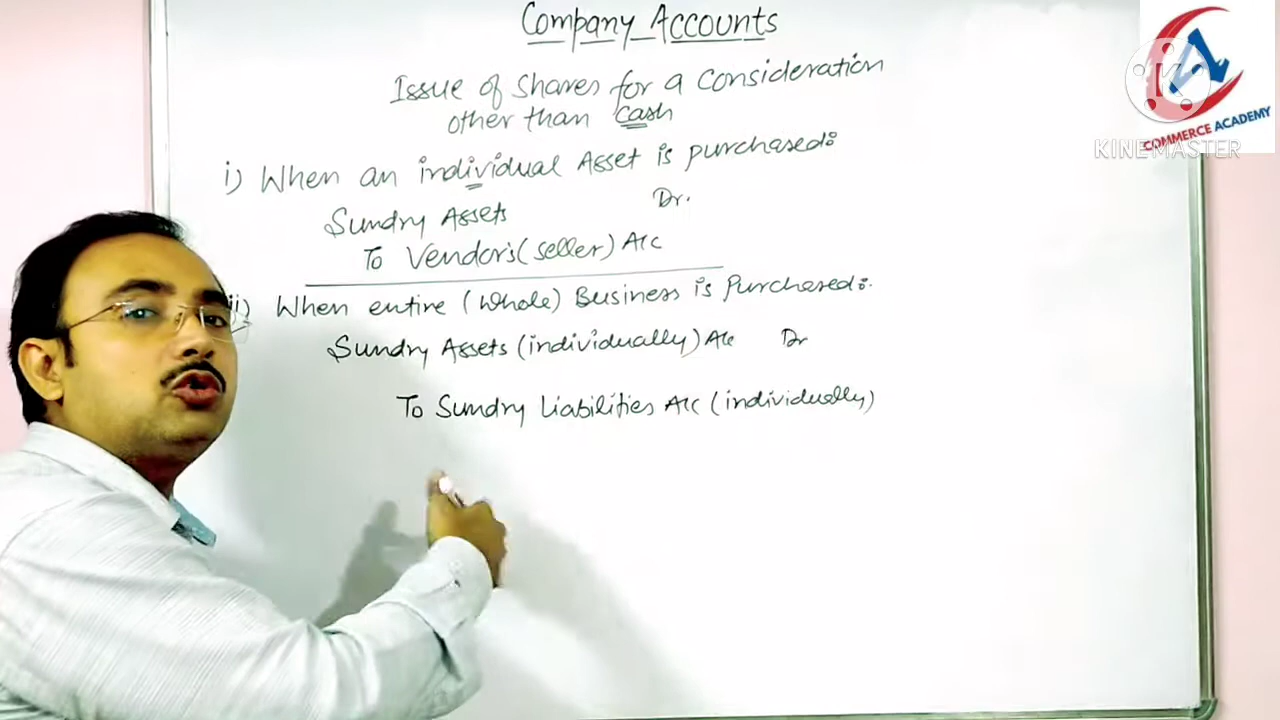 Company Accounts
Issue of Shares for a Consideration
other than Cash
i) When an individual Asset is purchased:
Sundry Assets Dr.
To Vendor's (seller) A/c
ii) When entire (whole) Business is Purchased:
Sundry Assets (individually) A/c Dr
To Sundry Liabilities A/c (individually)
COMMERCE ACADEMY
KINEMASTER